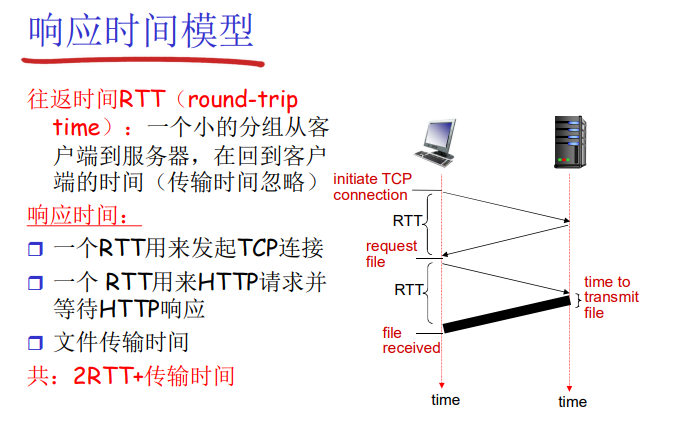 响应时间模型
往返时间RTT（round-trip
time）：一个小的分组从客
户端到服务器，在回到客户
端的时间（传输时间忽略）
响应时间：
一个RTT用来发起TCP连接
一个 RTT用来HTTP请求并
等待HTTP响应
文件传输时间
共：2RTT+传输时间
initiate TCP
connection
RTT
request
file
RTT
time to
transmit
file
file
received
time
time